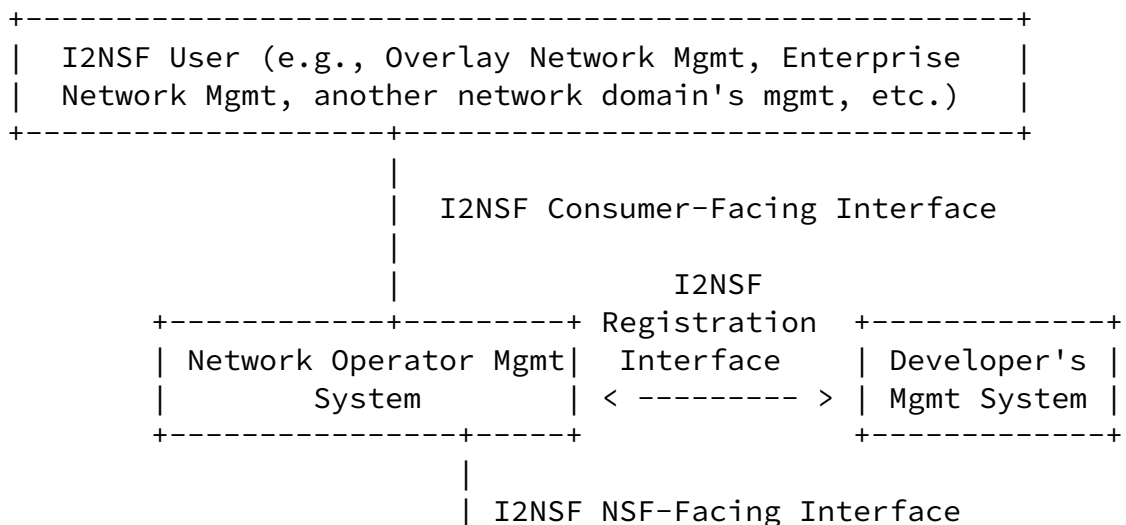 +-------------------------------------------------------+
|  I2NSF User (e.g., Overlay Network Mgmt, Enterprise   |
|  Network Mgmt, another network domain's mgmt, etc.)   |
+--------------------+----------------------------------+
                     |
                     |  I2NSF Consumer-Facing Interface
                     |
                     |               I2NSF
        +------------+---------+ Registration  +-------------+
        | Network Operator Mgmt|  Interface    | Developer's |
        |        System        | < --------- > | Mgmt System |
        +----------------+-----+               +-------------+
                         |
                         | I2NSF NSF-Facing Interface